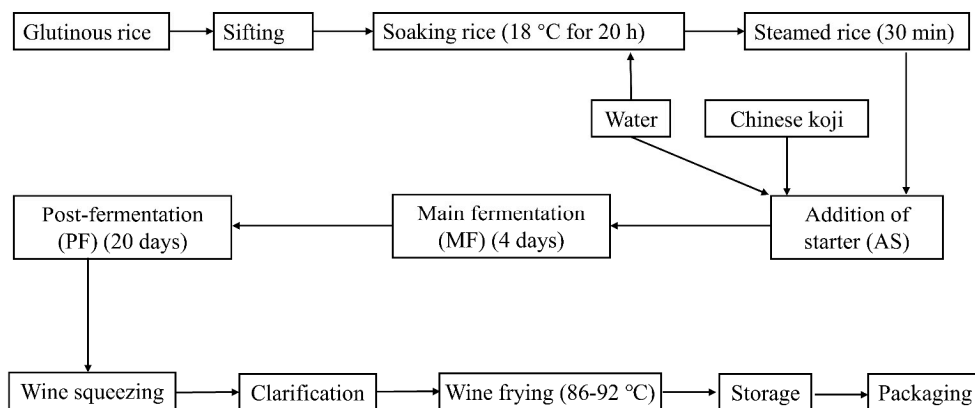 Glutinous rice
Sifting
Soaking rice (18 °C for 20 h)
Steamed rice (30 min)
Water
Chinese koji
Post-fermentation
(PF) (20 days)
Main fermentation
(MF) (4 days)
Addition of
starter (AS)
Wine squeezing
Clarification
Wine frying (86-92 °C)
Storage
Packaging